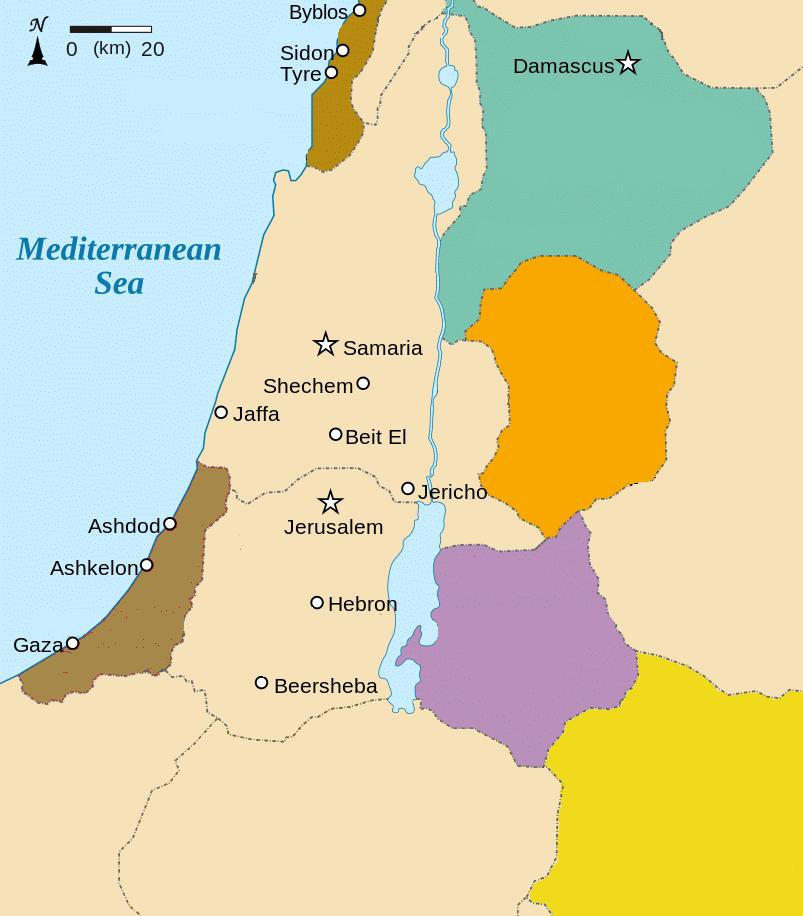 N
0 (km) 20
Byblos
Sidon
Tyre
Damascus
Mediterranean
Sea
Samaria
Shechem
Jaffa
Beit El
Jericho
Jerusalem
Ashdod
Ashkelon
Hebron
Gaza
Beersheba